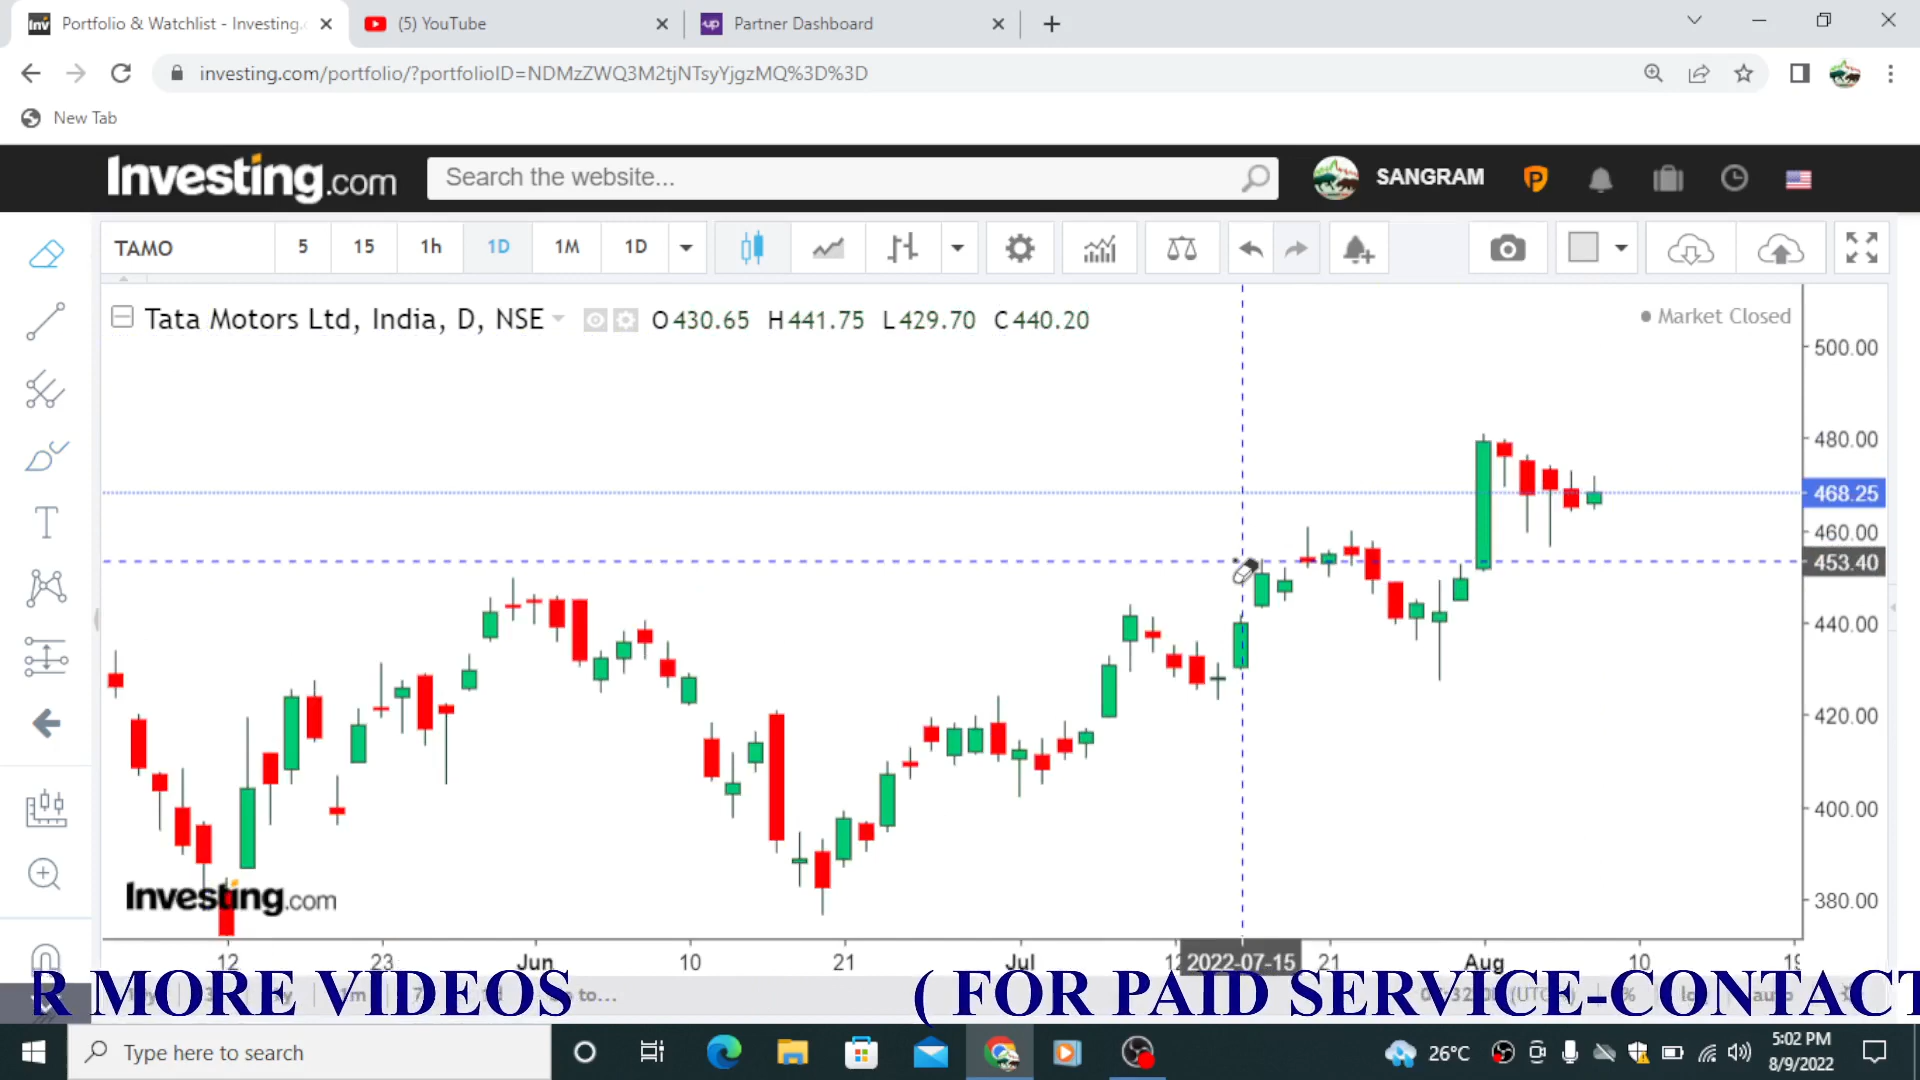 Portfolio & Watchlist - Investing.c
(5) YouTube
Partner Dashboard
investing.com/portfolio/?portfolioID=NDMzZWQ3M2tjNTsyYjgzMQ%3D%3D
New Tab
Investing.com
Search the website...
SANGRAM
TAMO
5
15
1h
1D
1M
1D
Tata Motors Ltd, India, D, NSE
O430.65 H441.75 L429.70 C440.20
Market Closed
500.00
480.00
468.25
460.00
453.40
440.00
420.00
400.00
380.00
Investing.com
12
23
Jun
10
21
Jul
12
2022-07-15
21
Aug
10
19
R MORE VIDEOS
( FOR PAID SERVICE-CONTACT
Type here to search
26°C
5:02 PM
8/9/2022